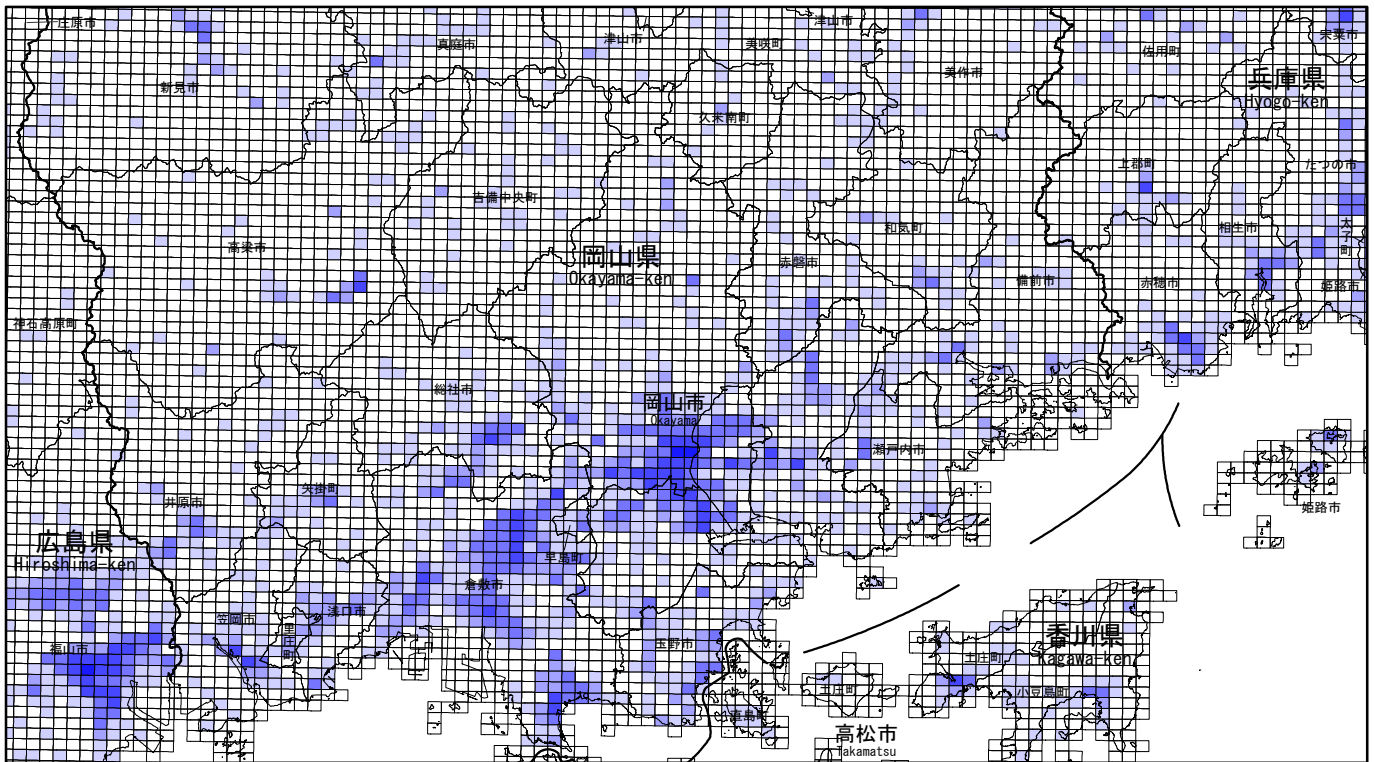 庄原市
津山市
津山市
宍粟市
真庭市
美咲町
佐用町
新見市
美作市
兵庫県
Hyogo-ken
久米南町
上郡町
たつの市
吉備中央町
和気町
相生市
太子町
高梁市
岡山県
Okayama-ken
赤磐市
備前市
赤穂市
姫路市
神石高原町
総社市
岡山市
Okayama
瀬戸内市
矢掛町
井原市
姫路市
広島県
Hiroshima-ken
早島町
倉敷市
浅口市
笠岡市
里庄町
福山市
玉野市
香川県
Kagawa-ken
土庄町
土庄町
小豆島町
直島町
高松市
Takamatsu